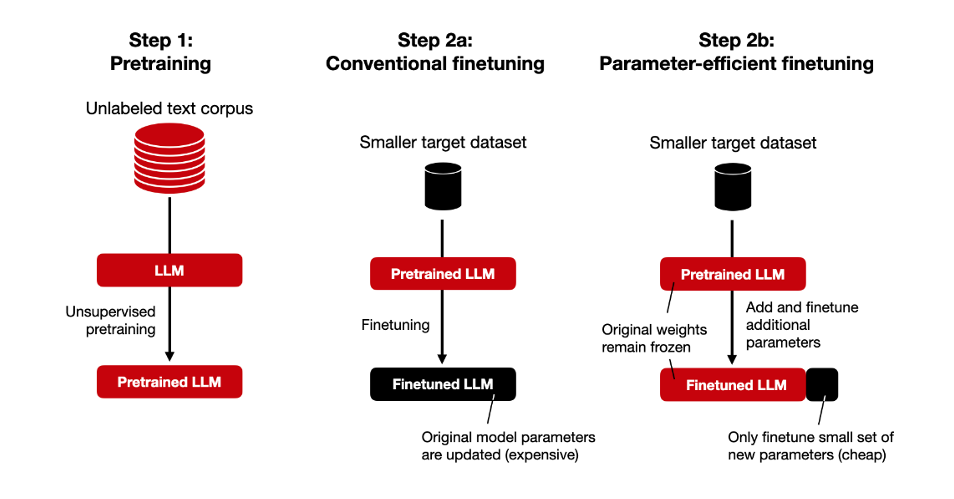 Step 1:
Pretraining
Unlabeled text corpus
LLM
Unsupervised
pretraining
Pretrained LLM
Step 2a:
Conventional finetuning
Smaller target dataset
Pretrained LLM
Finetuning
Finetuned LLM
Original model parameters
are updated (expensive)
Step 2b:
Parameter-efficient finetuning
Smaller target dataset
Pretrained LLM
Original weights
remain frozen
Add and finetune
additional
parameters
Finetuned LLM
Only finetune small set of
new parameters (cheap)